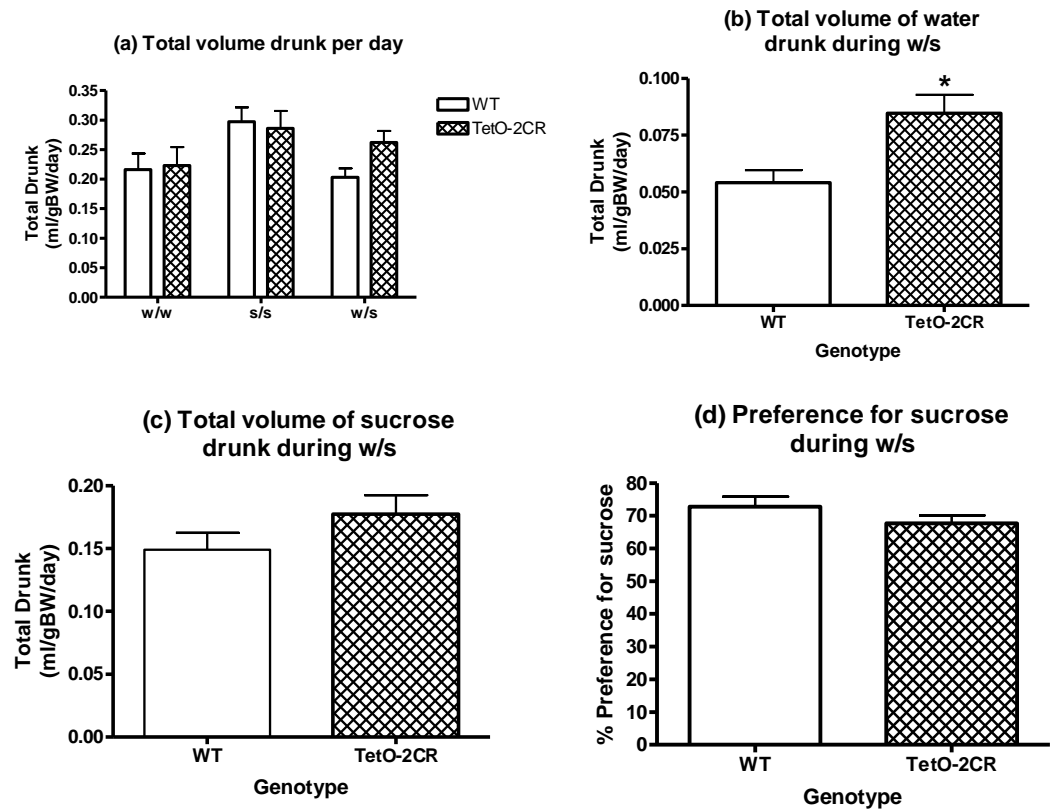 (a) Total volume drunk per day
Total Drunk
(ml/gBW/day)
0.35
0.30
0.25
0.20
0.15
0.10
0.05
0.00
w/w
s/s
w/s
WT
TetO-2CR
(b) Total volume of water
drunk during w/s
Total Drunk
(ml/gBW/day)
0.100
0.075
0.050
0.025
0.000
*
WT
TetO-2CR
Genotype
(c) Total volume of sucrose
drunk during w/s
Total Drunk
(ml/gBW/day)
0.20
0.15
0.10
0.05
0.00
WT
TetO-2CR
Genotype
(d) Preference for sucrose
during w/s
% Preference for sucrose
80
70
60
50
40
30
20
10
0
WT
TetO-2CR
Genotype